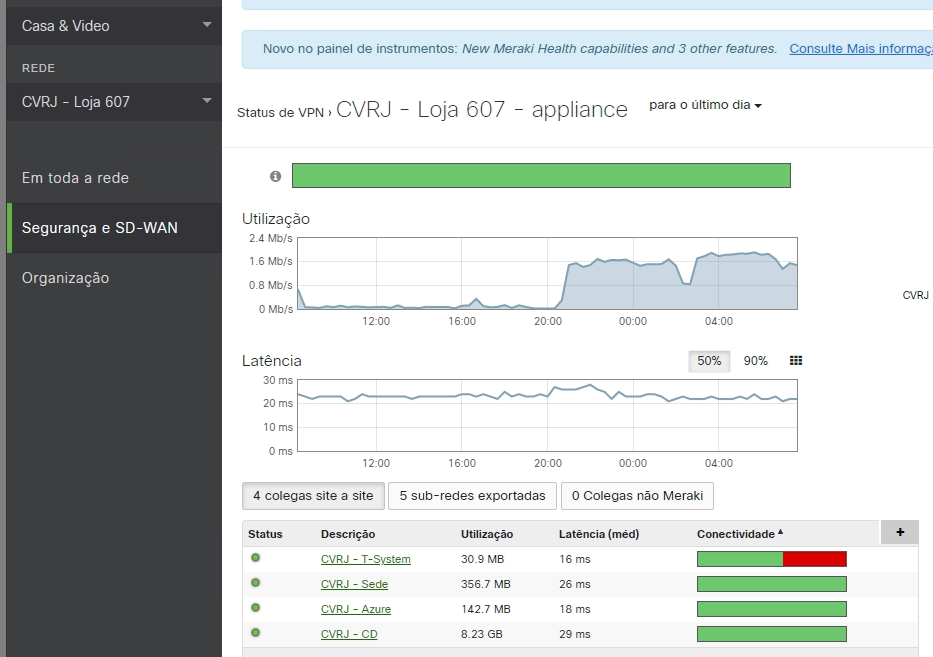 Casa & Video
REDE
CVRJ - Loja 607
Em toda a rede
Segurança e SD-WAN
Organização
Novo no painel de instrumentos: New Meraki Health capabilities and 3 other features. Consulte Mais informaç
Status de VPN › CVRJ - Loja 607 - appliance para o último dia
Utilização
2.4 Mb/s
1.6 Mb/s
0.8 Mb/s
0 Mb/s
12:00 16:00 20:00 00:00 04:00
CVRJ
Latência 50% 90%
30 ms
20 ms
10 ms
0 ms
12:00 16:00 20:00 00:00 04:00
4 colegas site a site 5 sub-redes exportadas 0 Colegas não Meraki
Status Descrição Utilização Latência (méd) Conectividade +
CVRJ - T-System 30.9 MB 16 ms
CVRJ - Sede 356.7 MB 26 ms
CVRJ - Azure 142.7 MB 18 ms
CVRJ - CD 8.23 GB 29 ms